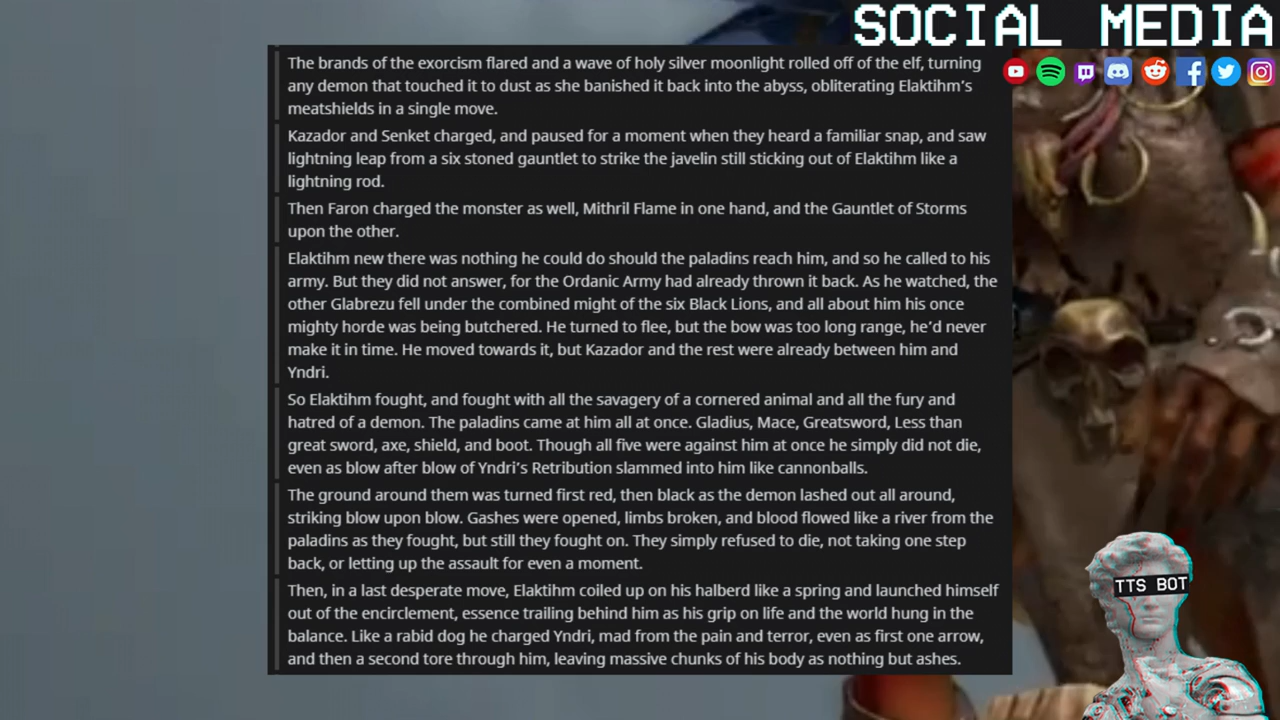 SOCIAL MEDIA
The brands of the exorcism flared and a wave of holy silver moonlight rolled off of the elf, turning
any demon that touched it to dust as she banished it back into the abyss, obliterating Elaktihm's
meatshields in a single move.
Kazador and Senket charged, and paused for a moment when they heard a familiar snap, and saw
lightning leap from a six stoned gauntlet to strike the javelin still sticking out of Elaktihm like a
lightning rod.
Then Faron charged the monster as well, Mithril Flame in one hand, and the Gauntlet of Storms
upon the other.
Elaktihm new there was nothing he could do should the paladins reach him, and so he called to his
army. But they did not answer, for the Ordanic Army had already thrown it back. As he watched, the
other Glabrezu fell under the combined might of the six Black Lions, and all about him his once
mighty horde was being butchered. He turned to flee, but the bow was too long range, he'd never
make it in time. He moved towards it, but Kazador and the rest were already between him and
Yndri.
So Elaktihm fought, and fought with all the savagery of a cornered animal and all the fury and
hatred of a demon. The paladins came at him all at once. Gladius, Mace, Greatsword, Less than
great sword, axe, shield, and boot. Though all five were against him at once he simply did not die,
even as blow after blow of Yndri's Retribution slammed into him like cannonballs.
The ground around them was turned first red, then black as the demon lashed out all around,
striking blow upon blow. Gashes were opened, limbs broken, and blood flowed like a river from the
paladins as they fought, but still they fought on. They simply refused to die, not taking one step
back, or letting up the assault for even a moment.
Then, in a last desperate move, Elaktihm coiled up on his halberd like a spring and launched himself
out of the encirclement, essence trailing behind him as his grip on life and the world hung in the
balance. Like a rabid dog he charged Yndri, mad from the pain and terror, even as first one arrow,
and then a second tore through him, leaving massive chunks of his body as nothing but ashes.
TTS BOT